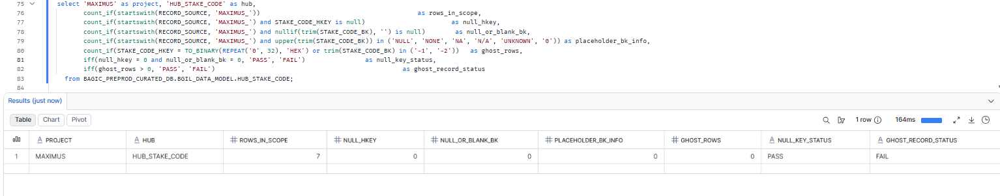 75 select 'MAXIMUS' as project, 'HUB_STAKE_CODE' as hub,
76 count_if(startswith(RECORD_SOURCE, 'MAXIMUS_')) as rows_in_scope,
77 count_if(startswith(RECORD_SOURCE, 'MAXIMUS_') and STAKE_CODE_HKEY is null) as null_hkey,
78 count_if(startswith(RECORD_SOURCE, 'MAXIMUS_') and nullif(trim(STAKE_CODE_BK), '') is null) as null_or_blank_bk,
79 count_if(startswith(RECORD_SOURCE, 'MAXIMUS_') and upper(trim(STAKE_CODE_BK)) in ('NULL', 'NONE', 'NA', 'N/A', 'UNKNOWN', '0')) as placeholder_bk_info,
80 count_if(STAKE_CODE_HKEY = TO_BINARY(REPEAT('0', 32), 'HEX') or trim(STAKE_CODE_BK) in ('-1', '-2')) as ghost_rows,
81 iff(null_hkey = 0 and null_or_blank_bk = 0, 'PASS', 'FAIL') as null_key_status,
82 iff(ghost_rows > 0, 'PASS', 'FAIL') as ghost_record_status
83 from BAGIC_PREPROD_CURATED_DB.BGIL_DATA_MODEL.HUB_STAKE_CODE;
84
Results (just now)
Table Chart Pivot 1 row 164ms
PROJECT HUB ROWS_IN_SCOPE NULL_HKEY NULL_OR_BLANK_BK PLACEHOLDER_BK_INFO GHOST_ROWS NULL_KEY_STATUS GHOST_RECORD_STATUS
1 MAXIMUS HUB_STAKE_CODE 7 0 0 0 0 PASS FAIL